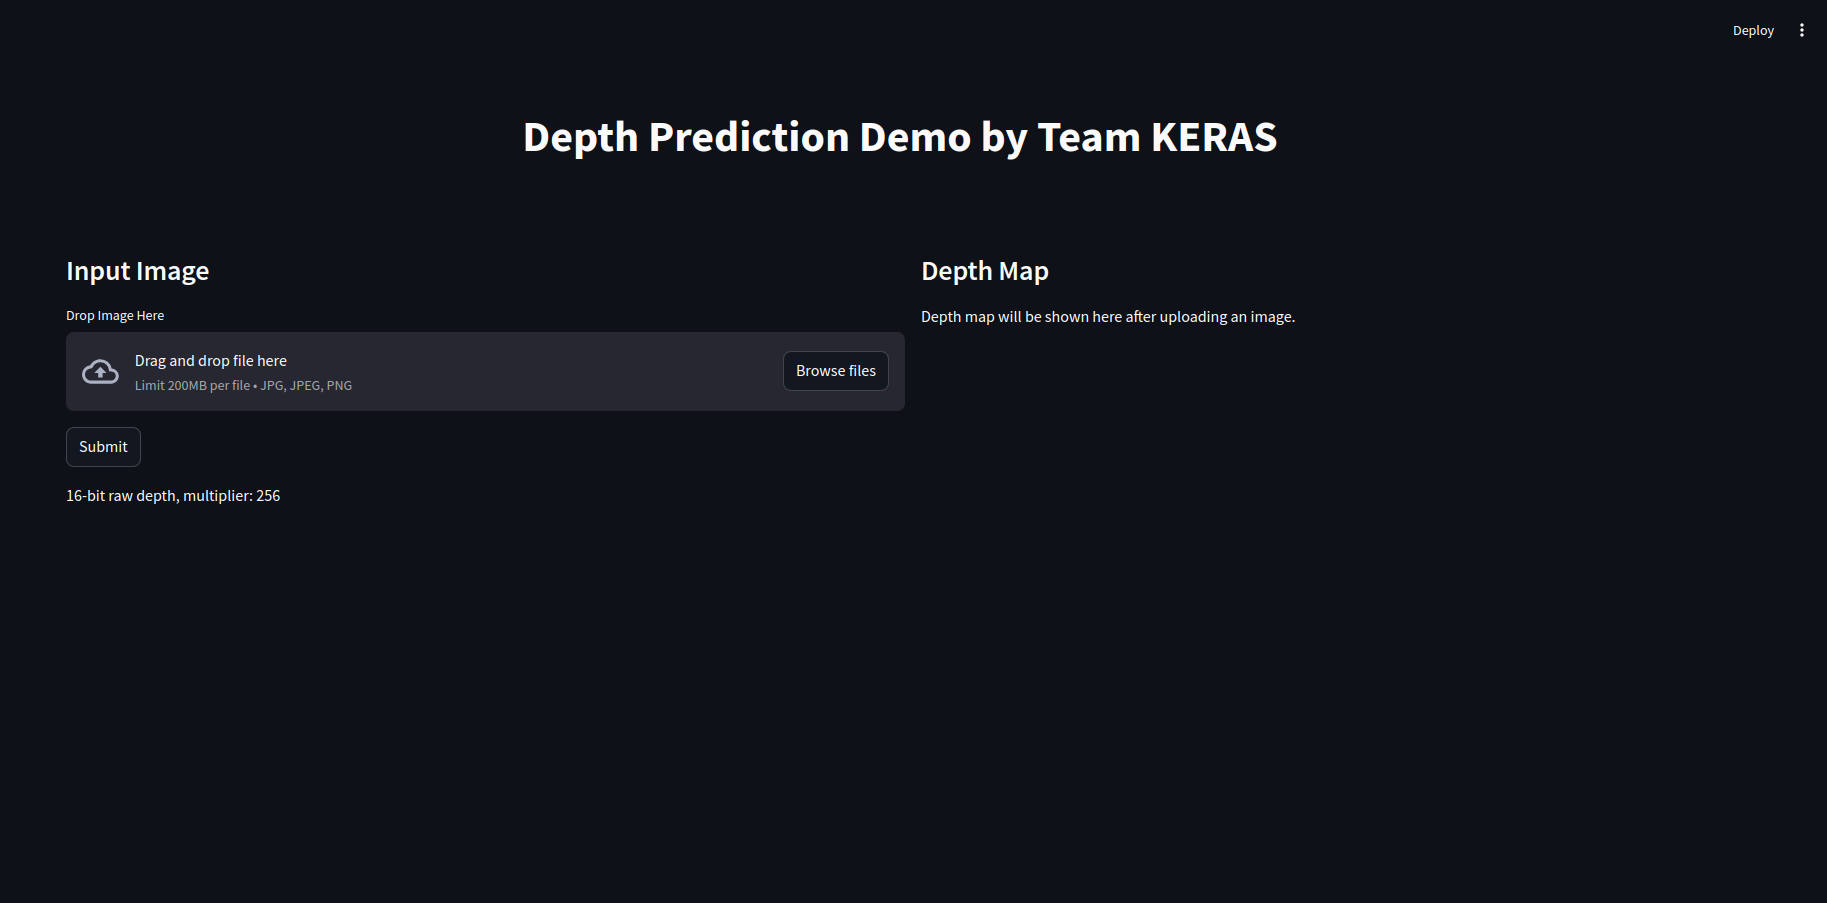 Deploy
Depth Prediction Demo by Team KERAS
Input Image
Drop Image Here
Drag and drop file here
Limit 200MB per file • JPG, JPEG, PNG
Browse files
Submit
16-bit raw depth, multiplier: 256
Depth Map
Depth map will be shown here after uploading an image.